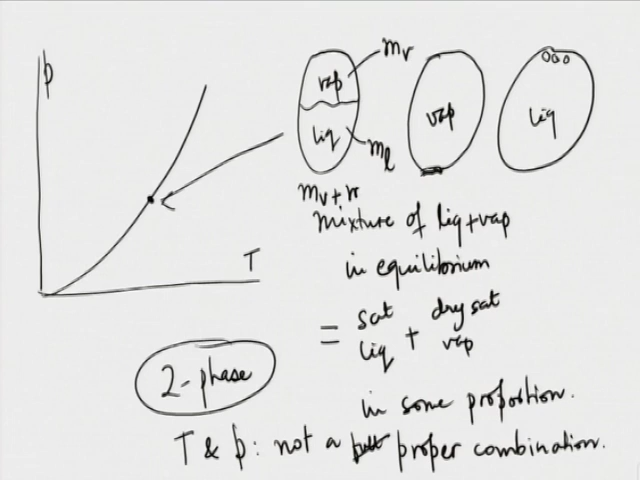 p
T
vap
liq
mv
ml
vap
liq
mv + m
mixture of liq+vap
in equilibrium
= sat liq + dry sat vap
in some proportion.
2-phase
T & p : not a proper combination.